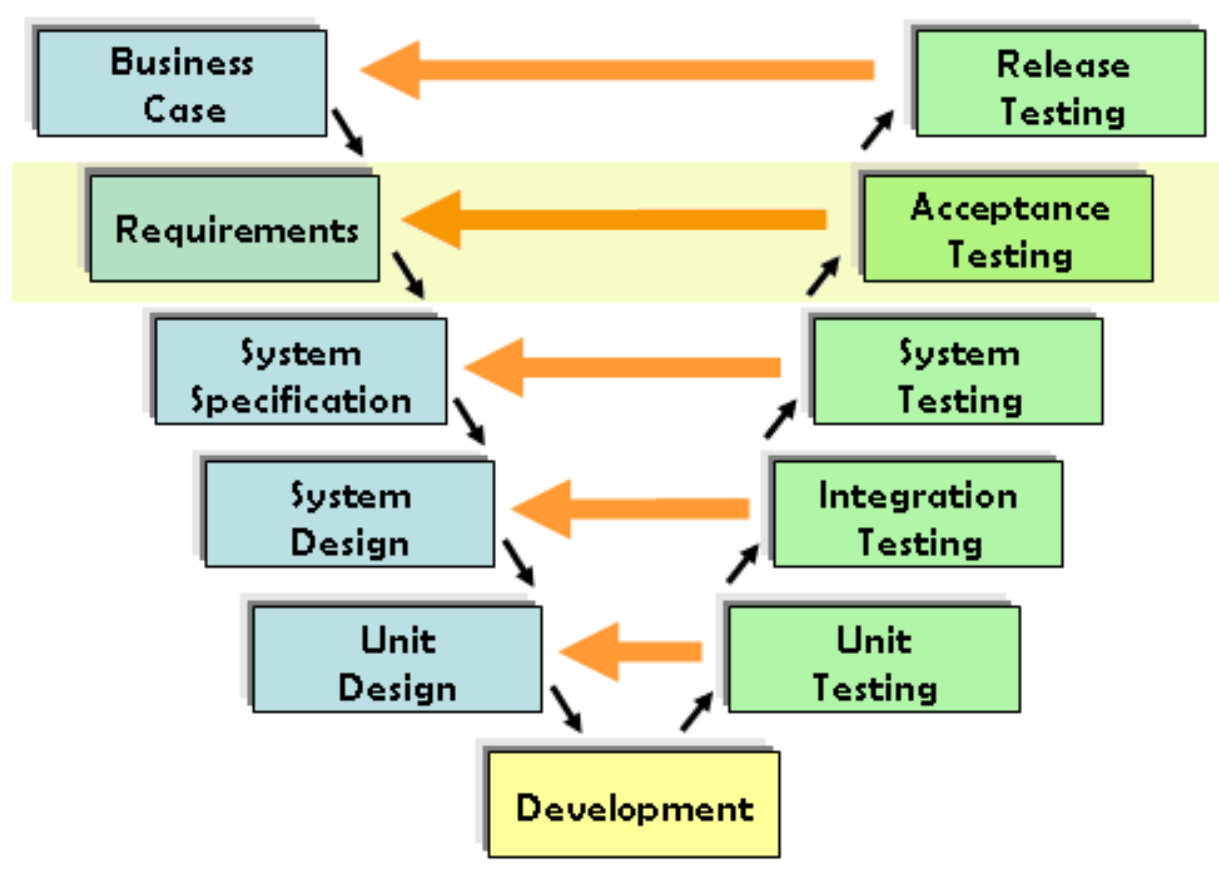 Business
Case
Release
Testing
Requirements
Acceptance
Testing
System
Specification
System
Testing
System
Design
Integration
Testing
Unit
Design
Unit
Testing
Development